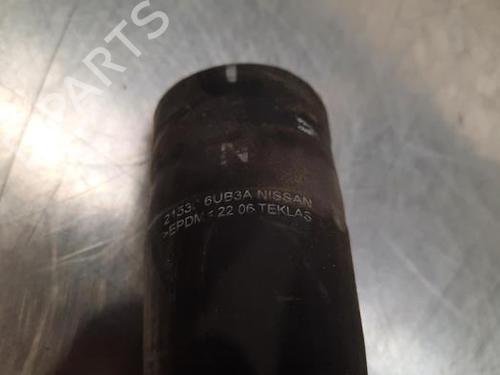 PARTS
N
6UB3A NISSAN
>EPDM< 22 06 TEKLAS